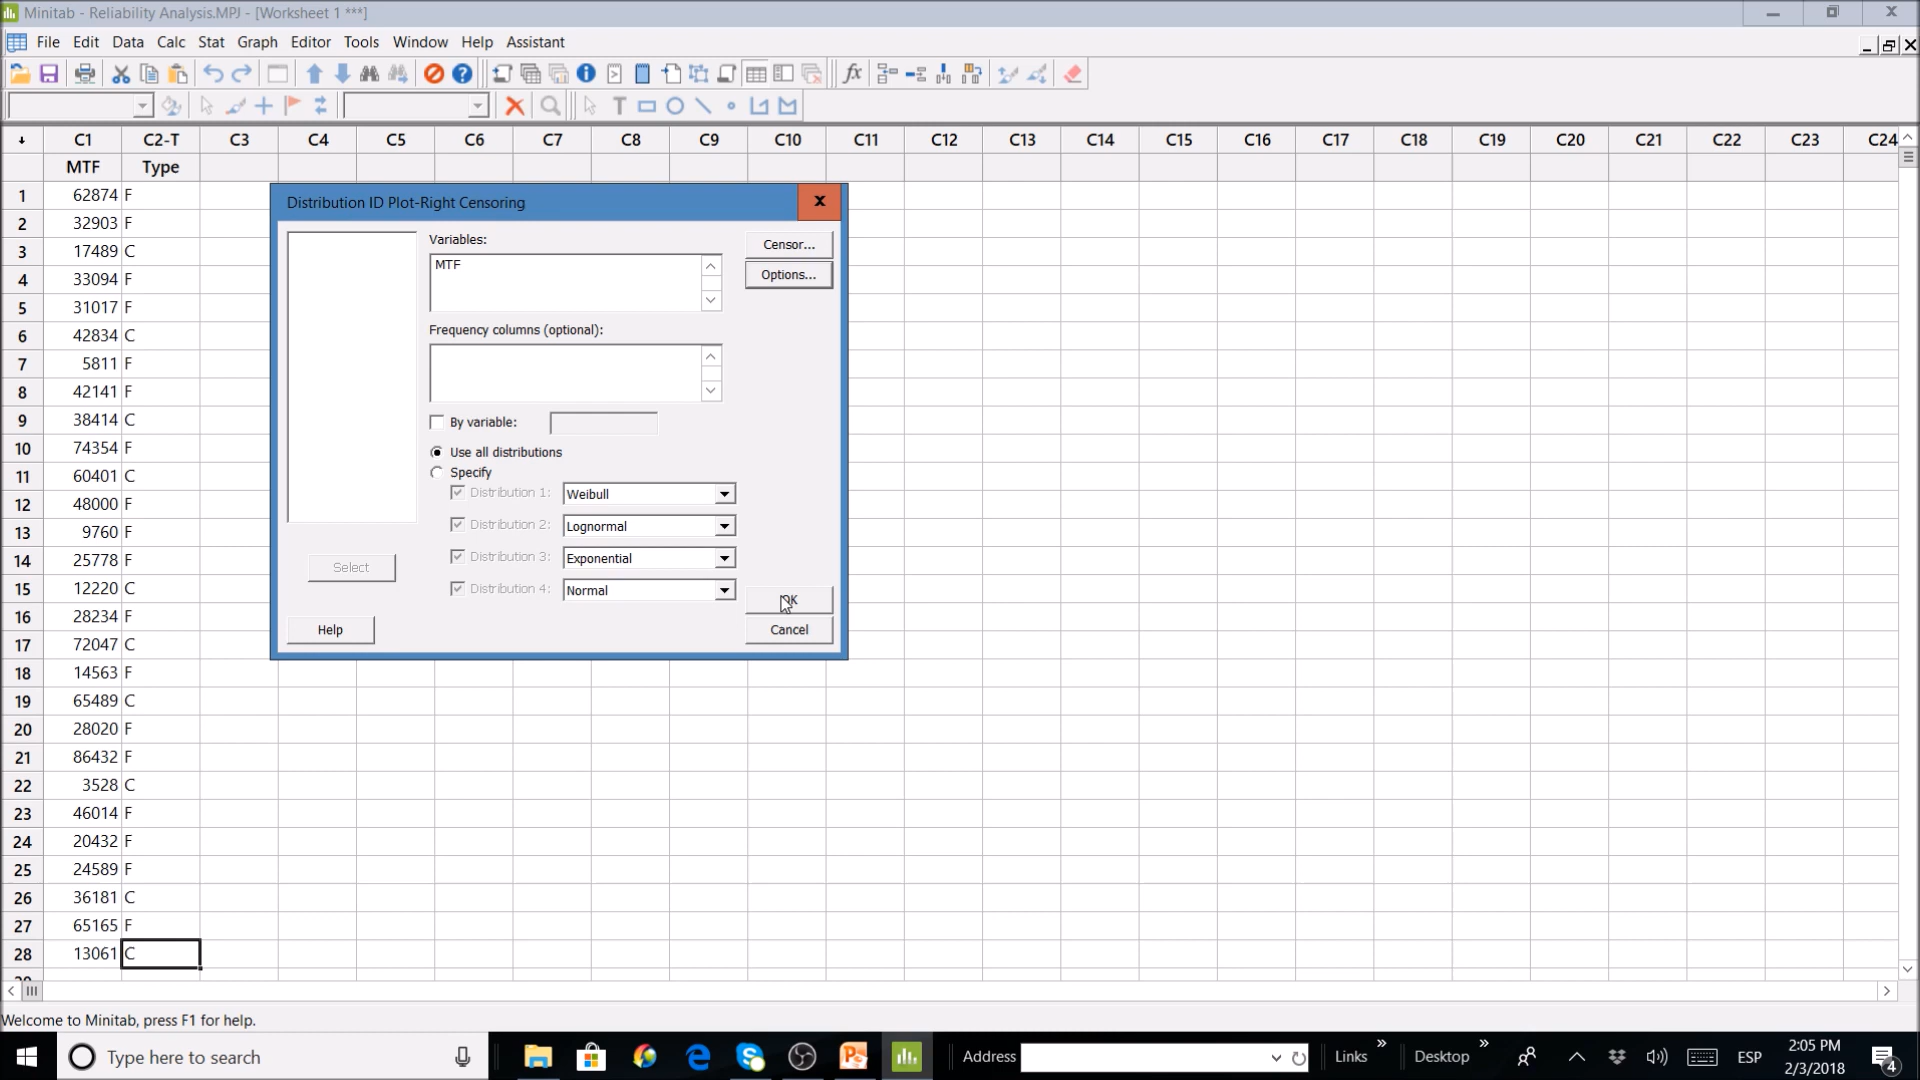 Minitab - Reliability Analysis.MPJ - [Worksheet 1 ***]
File Edit Data Calc Stat Graph Editor Tools Window Help Assistant
C1 C2-T C3 C4 C5 C6 C7 C8 C9 C10 C11 C12 C13 C14 C15 C16 C17 C18 C19 C20 C21 C22 C23 C24
MTF Type
1 62874 F
2 32903 F
3 17489 C
4 33094 F
5 31017 F
6 42834 C
7 5811 F
8 42141 F
9 38414 C
10 74354 F
11 60401 C
12 48000 F
13 9760 F
14 25778 F
15 12220 C
16 28234 F
17 72047 C
18 14563 F
19 65489 C
20 28020 F
21 86432 F
22 3528 C
23 46014 F
24 20432 F
25 24589 F
26 36181 C
27 65165 F
28 13061 C
Distribution ID Plot-Right Censoring
Variables:
MTF
Censor...
Options...
Frequency columns (optional):
By variable:
Use all distributions
Specify
Distribution 1: Weibull
Distribution 2: Lognormal
Distribution 3: Exponential
Distribution 4: Normal
Select
OK
Help
Cancel
Welcome to Minitab, press F1 for help.
Type here to search
Address
Links
Desktop
ESP
2:05 PM
2/3/2018
4